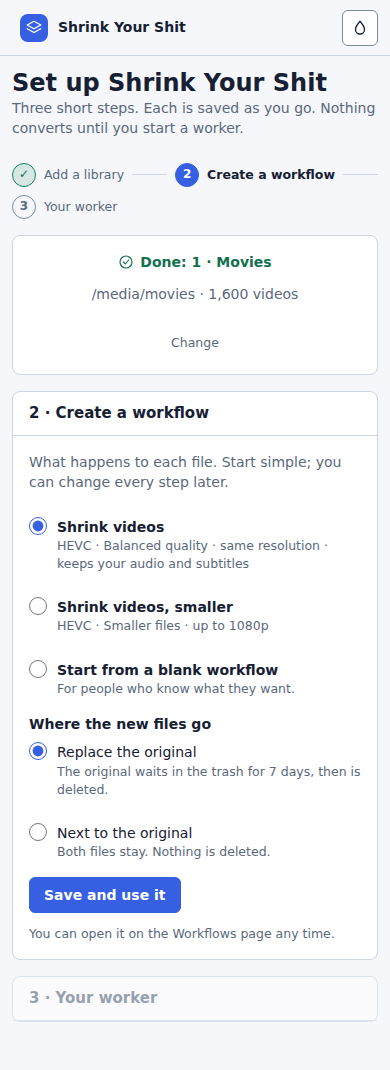 Shrink Your Shit
Set up Shrink Your Shit
Three short steps. Each is saved as you go. Nothing
converts until you start a worker.
✓ Add a library
2 Create a workflow
3 Your worker
Done: 1 · Movies
/media/movies · 1,600 videos
Change
2 · Create a workflow
What happens to each file. Start simple; you
can change every step later.
Shrink videos
HEVC · Balanced quality · same resolution ·
keeps your audio and subtitles
Shrink videos, smaller
HEVC · Smaller files · up to 1080p
Start from a blank workflow
For people who know what they want.
Where the new files go
Replace the original
The original waits in the trash for 7 days, then is
deleted.
Next to the original
Both files stay. Nothing is deleted.
Save and use it
You can open it on the Workflows page any time.
3 · Your worker